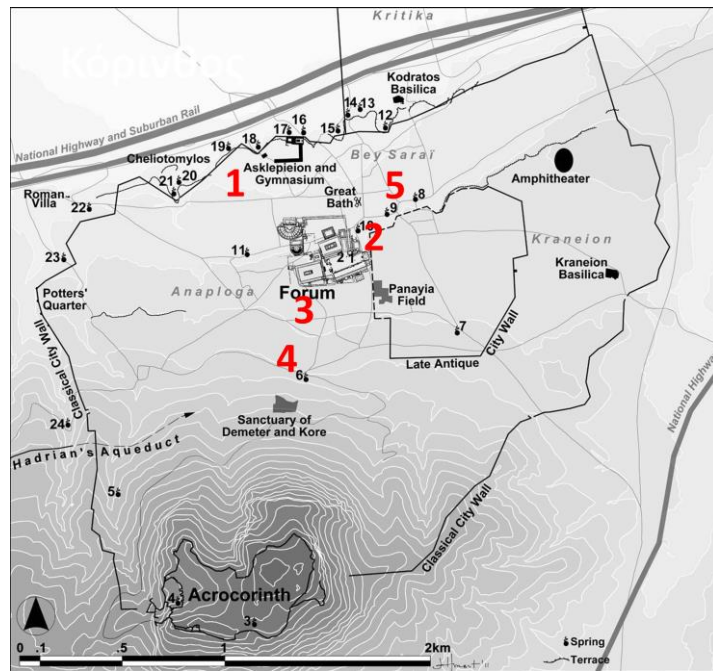 Kritika
Κόρινθος
Kodratos
Basilica
14 13
National Highway and Suburban Rail
16
17
15
12
18
19
Bey Saraï
Cheliotomylos
Asklepieion and
Gymnasium
20
21
1
5
Great
Bath
8
9
Amphitheater
Roman
Villa
22
10
2
Kraneion
11
2 1
23
Kraneion
Basilica
Potters'
Quarter
Anaploga
Forum
Panayia
Field
3
7
Classical City Wall
Late Antique
City Wall
4
6
National Highway
Sanctuary of
Demeter and Kore
24
Hadrian's Aqueduct
5
Classical City Wall
Acrocorinth
4
3
0 .1 .5 1 2km
Spring
Terrace